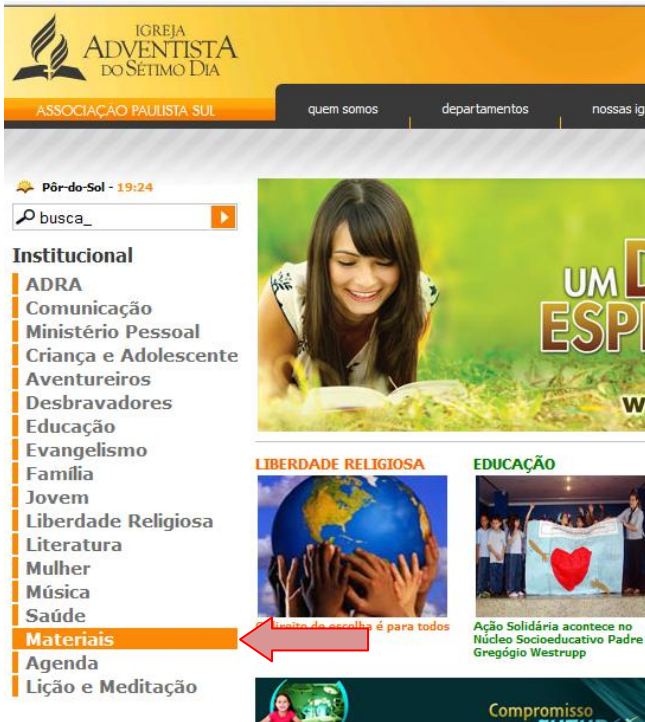 IGREJA
ADVENTISTA
DO SÉTIMO DIA
ASSOCIAÇÃO PAULISTA SUL
quem somos
departamentos
nossas ig
Pôr-do-Sol - 19:24
busca_
Institucional
ADRA
Comunicação
Ministério Pessoal
Criança e Adolescente
Aventureiros
Desbravadores
Educação
Evangelismo
Família
Jovem
Liberdade Religiosa
Literatura
Mulher
Música
Saúde
Materiais
Agenda
Lição e Meditação
UM D
ESP
W
LIBERDADE RELIGIOSA
EDUCAÇÃO
direito de escolha é para todos
Ação Solidária acontece no
Núcleo Socioeducativo Padre
Gregógio Westrupp
Compromisso